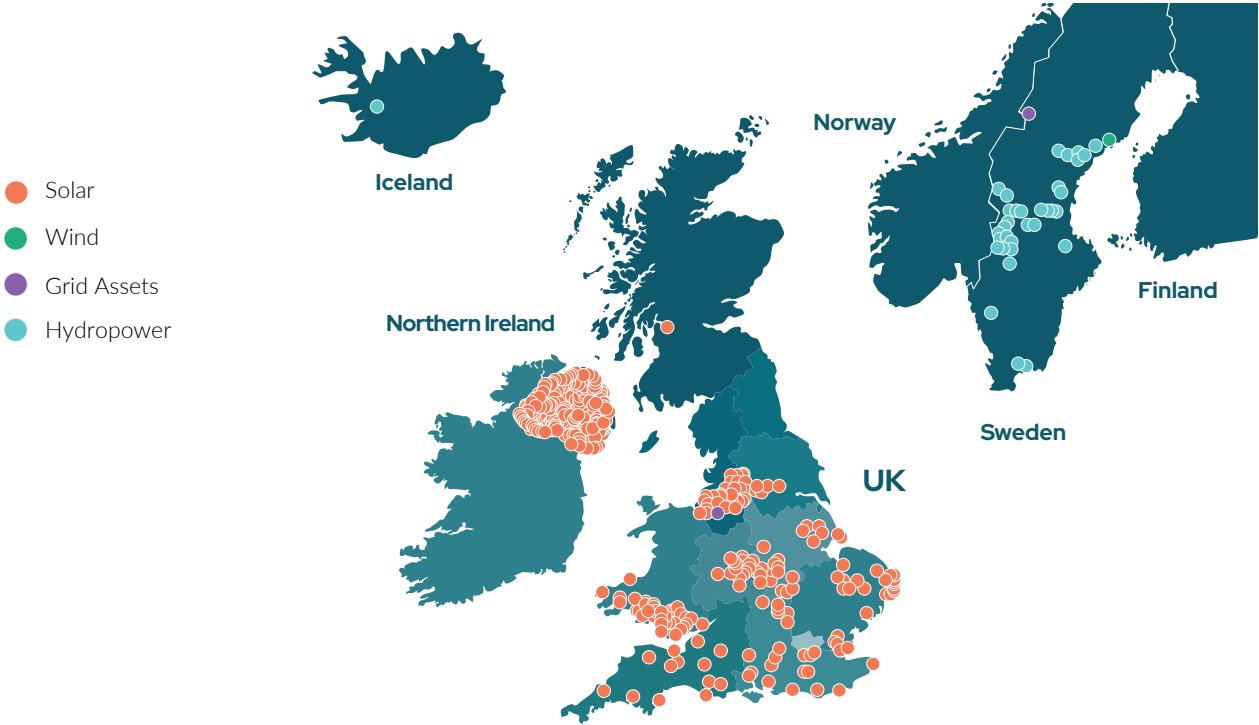 Norway
Iceland
Solar
Wind
Grid Assets
Hydropower
Finland
Northern Ireland
Sweden
UK